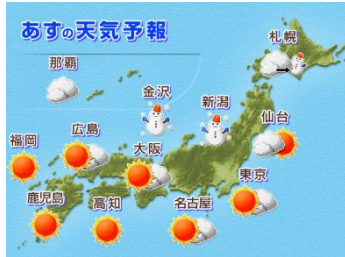 あすの天気予報
札幌
那覇
金沢
新潟
仙台
広島
福岡
大阪
東京
鹿児島
高知
名古屋